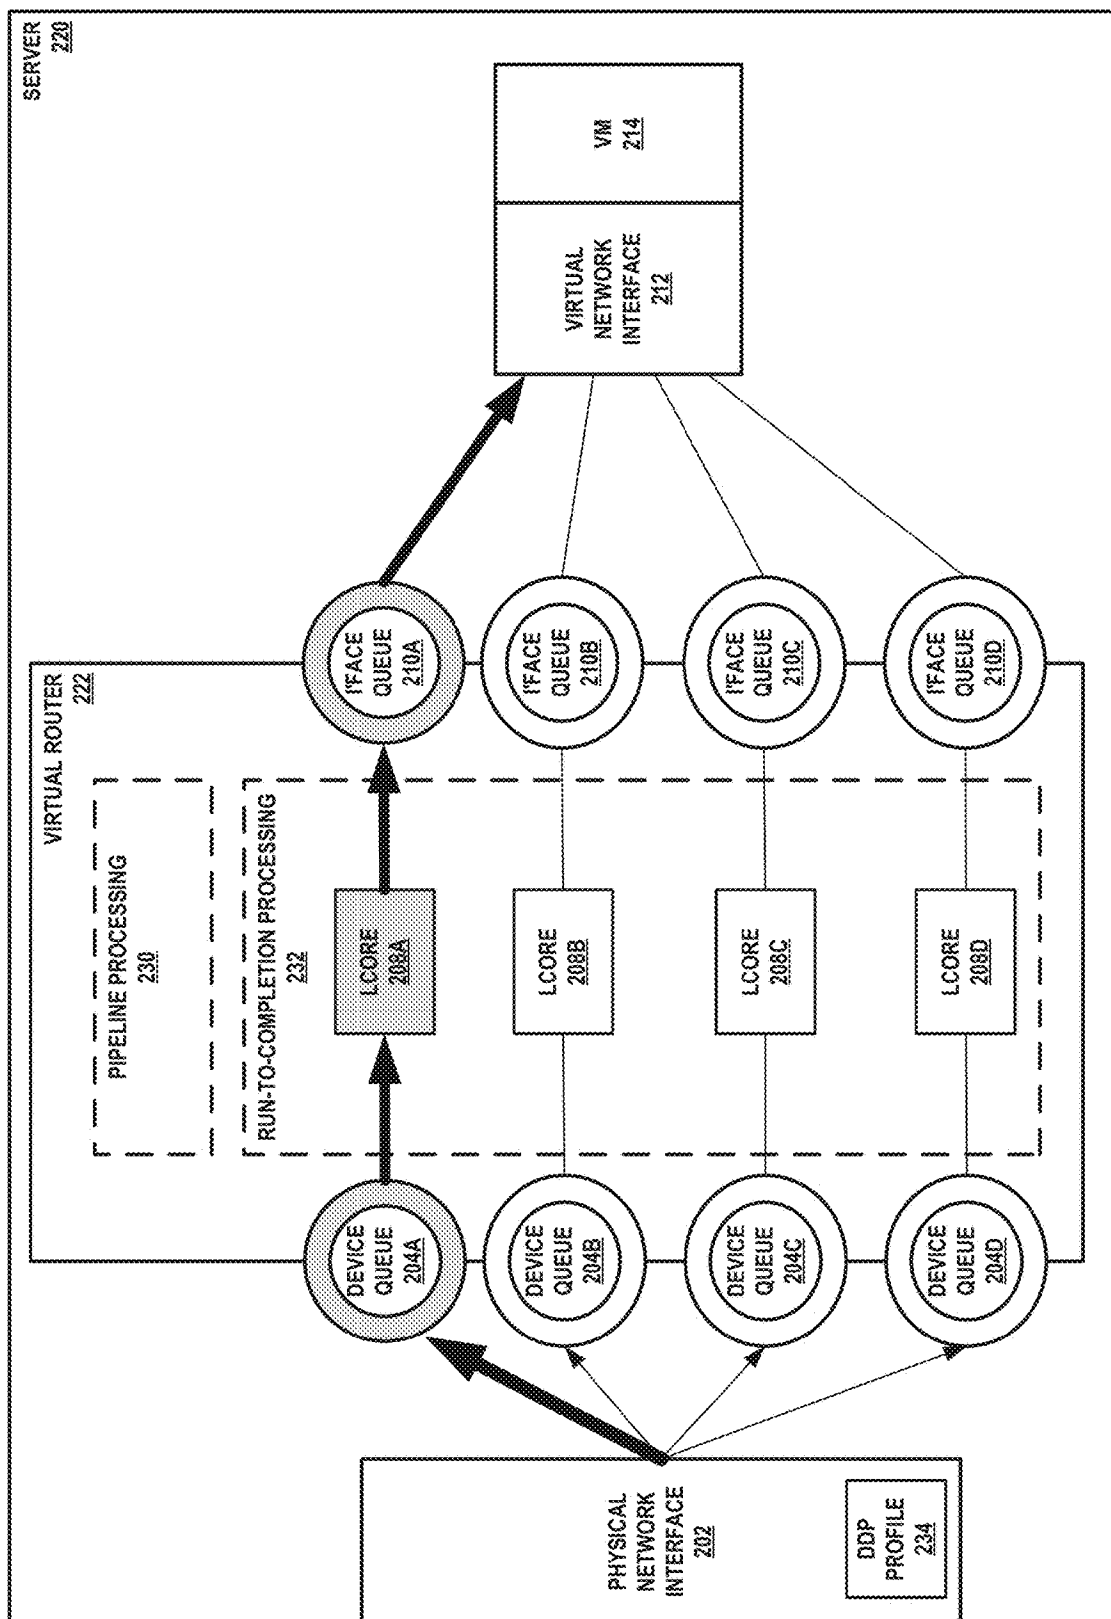 SERVER
220
VIRTUAL ROUTER
222
PIPELINE PROCESSING
230
RUN-TO-COMPLETION PROCESSING
232
PHYSICAL
NETWORK
INTERFACE
202
DDP
PROFILE
234
DEVICE
QUEUE
204A
LCORE
208A
I'FACE
QUEUE
210A
DEVICE
QUEUE
204B
LCORE
208B
I'FACE
QUEUE
210B
DEVICE
QUEUE
204C
LCORE
208C
I'FACE
QUEUE
210C
DEVICE
QUEUE
204D
LCORE
208D
I'FACE
QUEUE
210D
VIRTUAL
NETWORK
INTERFACE
212
VM
214